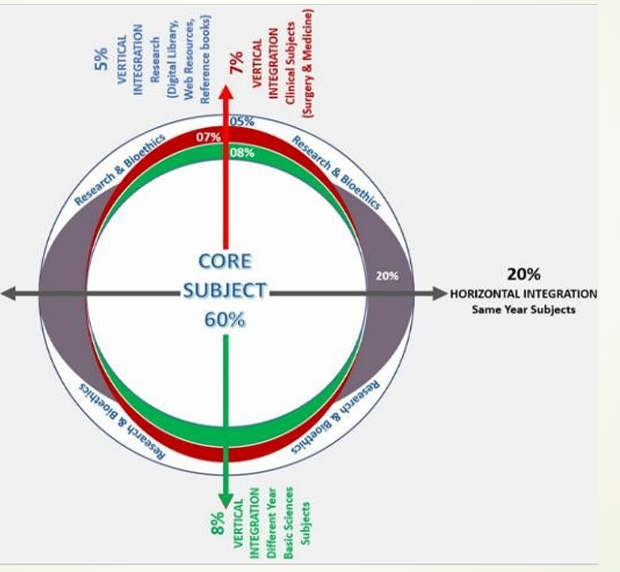 5%
VERTICAL
INTEGRATION
Research
(Digital Library,
Web Resources,
Reference books)
7%
VERTICAL
INTEGRATION
Clinical Subjects
(Surgery & Medicine)
05%
07%
08%
Research & Bioethics
Research & Bioethics
CORE
SUBJECT
60%
20%
20%
HORIZONTAL INTEGRATION
Same Year Subjects
Research & Bioethics
Research & Bioethics
8%
VERTICAL
INTEGRATION
Different Year
Basic Sciences
Subjects